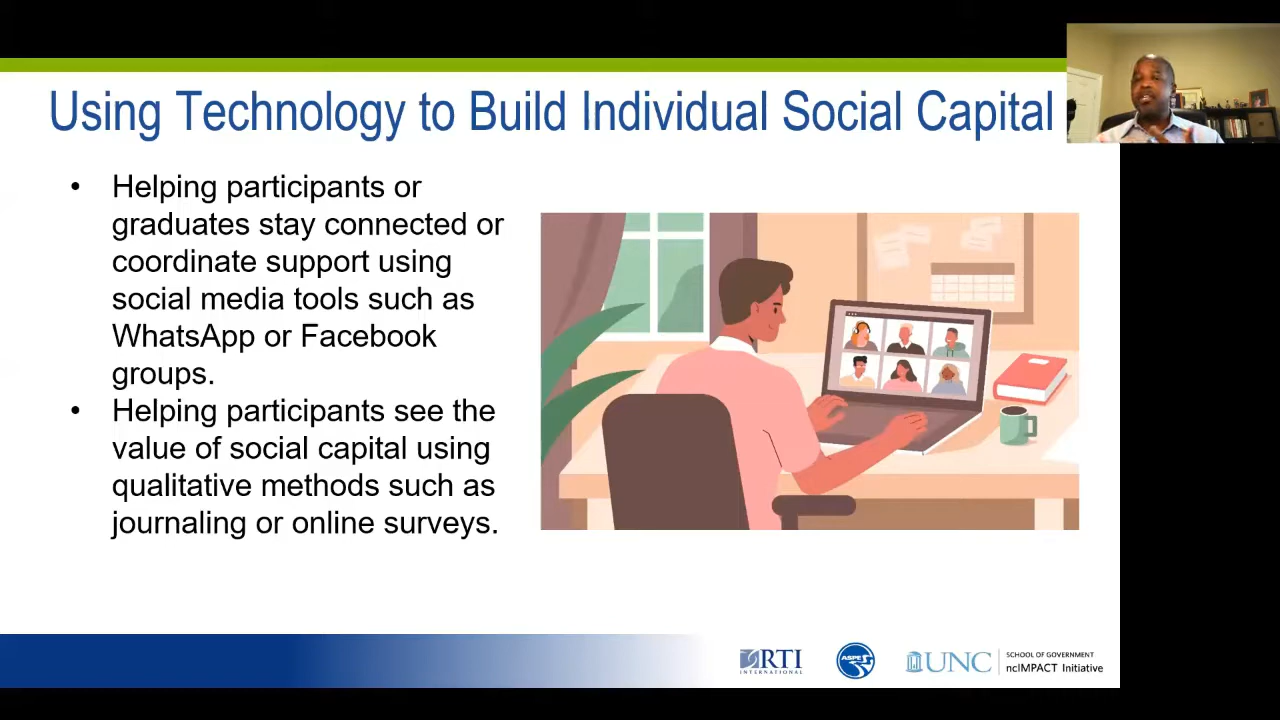 Using Technology to Build Individual Social Capital
• Helping participants or
graduates stay connected or
coordinate support using
social media tools such as
WhatsApp or Facebook
groups.
• Helping participants see the
value of social capital using
qualitative methods such as
journaling or online surveys.
RTI
INTERNATIONAL
ASPE
UNC
SCHOOL OF GOVERNMENT
ncIMPACT Initiative